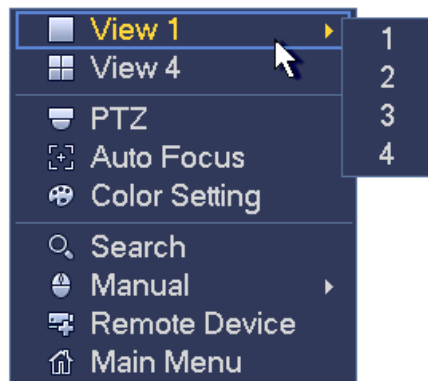 View 1
View 4
PTZ
Auto Focus
Color Setting
Search
Manual
Remote Device
Main Menu
1
2
3
4